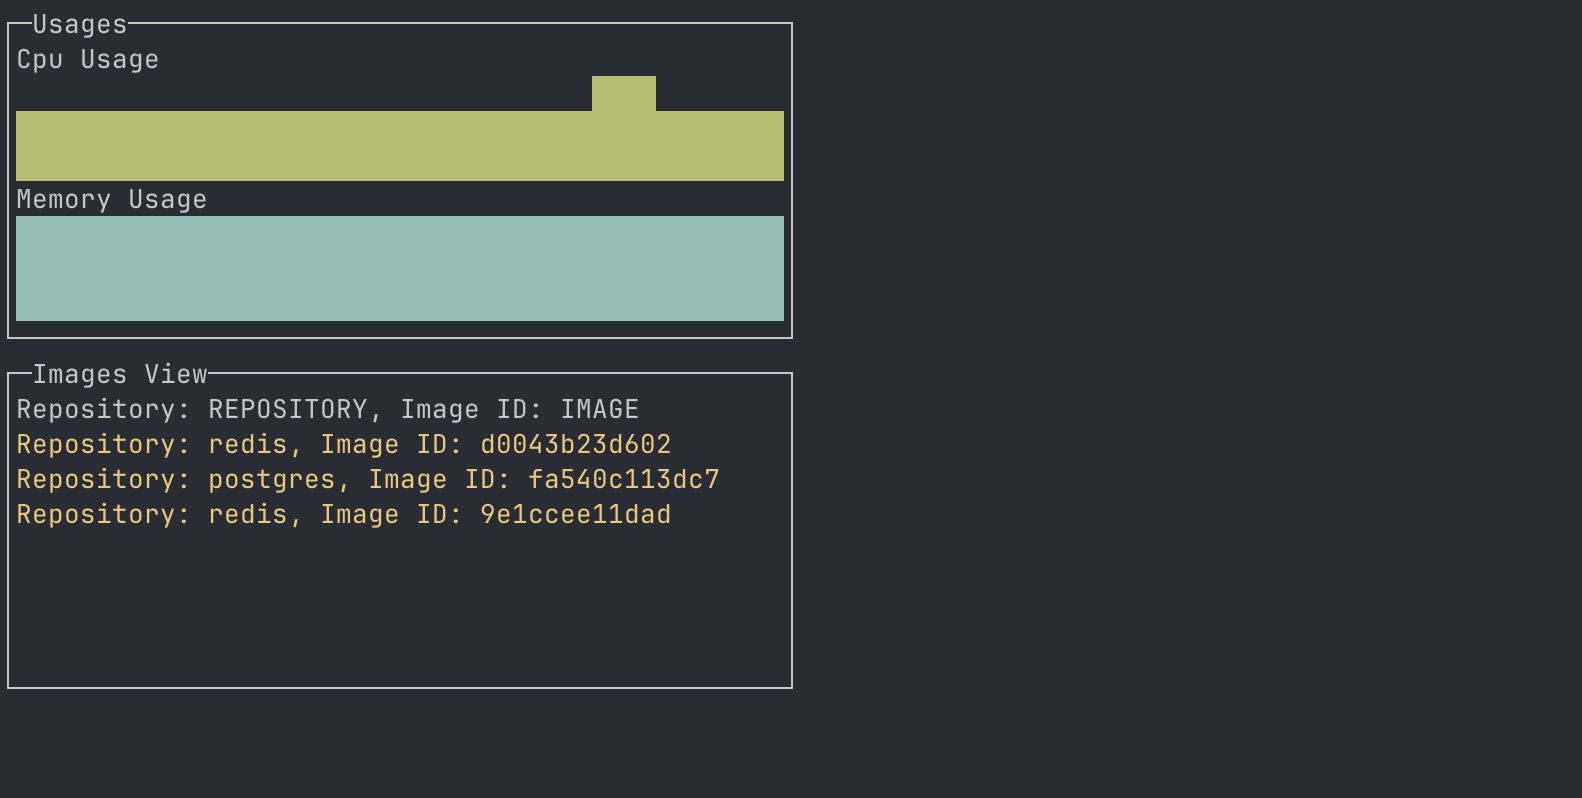 Usages
Cpu Usage
Memory Usage
Images View
Repository: REPOSITORY, Image ID: IMAGE
Repository: redis, Image ID: d0043b23d602
Repository: postgres, Image ID: fa540c113dc7
Repository: redis, Image ID: 9e1ccee11dad